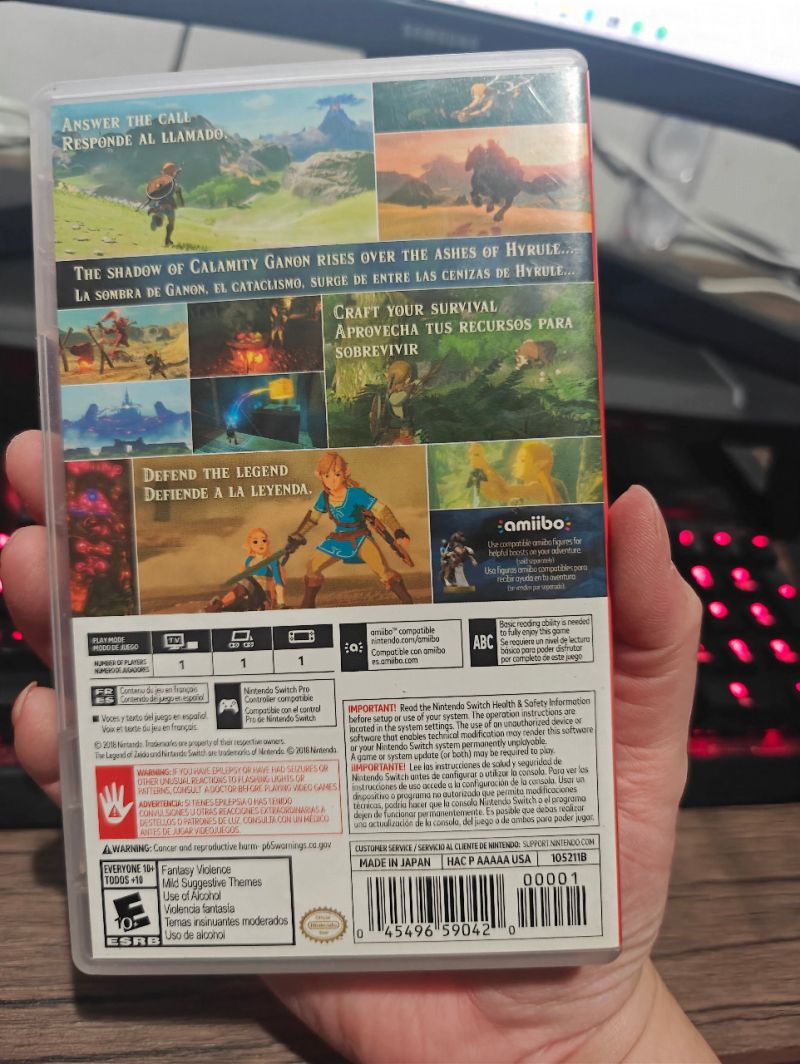 SAMSUNG
ANSWER THE CALL
RESPONDE AL LLAMADO.
THE SHADOW OF CALAMITY GANON RISES OVER THE ASHES OF HYRULE...
LA SOMBRA DE GANON, EL CATACLISMO, SURGE DE ENTRE LAS CENIZAS DE HYRULE...
CRAFT YOUR SURVIVAL
APROVECHA TUS RECURSOS PARA
SOBREVIVIR
DEFEND THE LEGEND
DEFIENDE A LA LEYENDA.
amiibo
Use compatible amiibo figures for
helpful boosts on your adventure.
(sold separately)
Usa figuras amiibo compatibles para
recibir ayuda en tu aventura
(se venden por separado).
PLAY MODE
MODO DE JUEGO
TV
NUMBER OF PLAYERS
NÚMERO DE JUGADORES
1
1
1
amiibo™ compatible
nintendo.com/amiibo
Compatible con amiibo
es.amiibo.com
ABC
Basic reading ability is needed
to fully enjoy this game
Se requiere un nivel de lectura
básico para poder disfrutar
por completo de este juego
FR
ES
Contenu du jeu en français
Contenido del juego en español
Nintendo Switch Pro
Controller compatible
Compatible con el control
Pro de Nintendo Switch
Voces y texto del juego en español.
Voix et texte du jeu en français.
© 2018 Nintendo. Trademarks are property of their respective owners.
The Legend of Zelda and Nintendo Switch are trademarks of Nintendo. © 2018 Nintendo.
WARNING: IF YOU HAVE EPILEPSY OR HAVE HAD SEIZURES OR
OTHER UNUSUAL REACTIONS TO FLASHING LIGHTS OR
PATTERNS, CONSULT A DOCTOR BEFORE PLAYING VIDEO GAMES.
ADVERTENCIA: SI TIENES EPILEPSIA O HAS TENIDO
CONVULSIONES U OTRAS REACCIONES EXTRAORDINARIAS A
DESTELLOS O PATRONES DE LUZ, CONSULTA CON UN MÉDICO
ANTES DE JUGAR VIDEOJUEGOS.
WARNING: Cancer and reproductive harm- p65warnings.ca.gov
IMPORTANT! Read the Nintendo Switch Health & Safety Information
before setup or use of your system. The operation instructions are
located in the system settings. The use of an unauthorized device or
software that enables technical modification may render this software
or your Nintendo Switch system permanently unplayable.
A game or system update (or both) may be required to play.
¡IMPORTANTE! Lee las instrucciones de salud y seguridad de
Nintendo Switch antes de configurar o utilizar la consola. Para ver las
instrucciones de uso accede a la configuración de la consola. Usar un
dispositivo o programa no autorizado que permita modificaciones
técnicas, podría hacer que la consola Nintendo Switch o el programa
dejen de funcionar permanentemente. Es posible que debas realizar
una actualización de la consola, del juego o de ambos para poder jugar.
EVERYONE 10+
TODOS +10
E
10+
ESRB
Fantasy Violence
Mild Suggestive Themes
Use of Alcohol
Violencia fantasía
Temas insinuantes moderados
Uso de alcohol
Official
Nintendo
Seal
CUSTOMER SERVICE / SERVICIO AL CLIENTE DE NINTENDO: SUPPORT.NINTENDO.COM
MADE IN JAPAN
HAC P AAAAA USA
105211B
00001
0 45496 59042 0